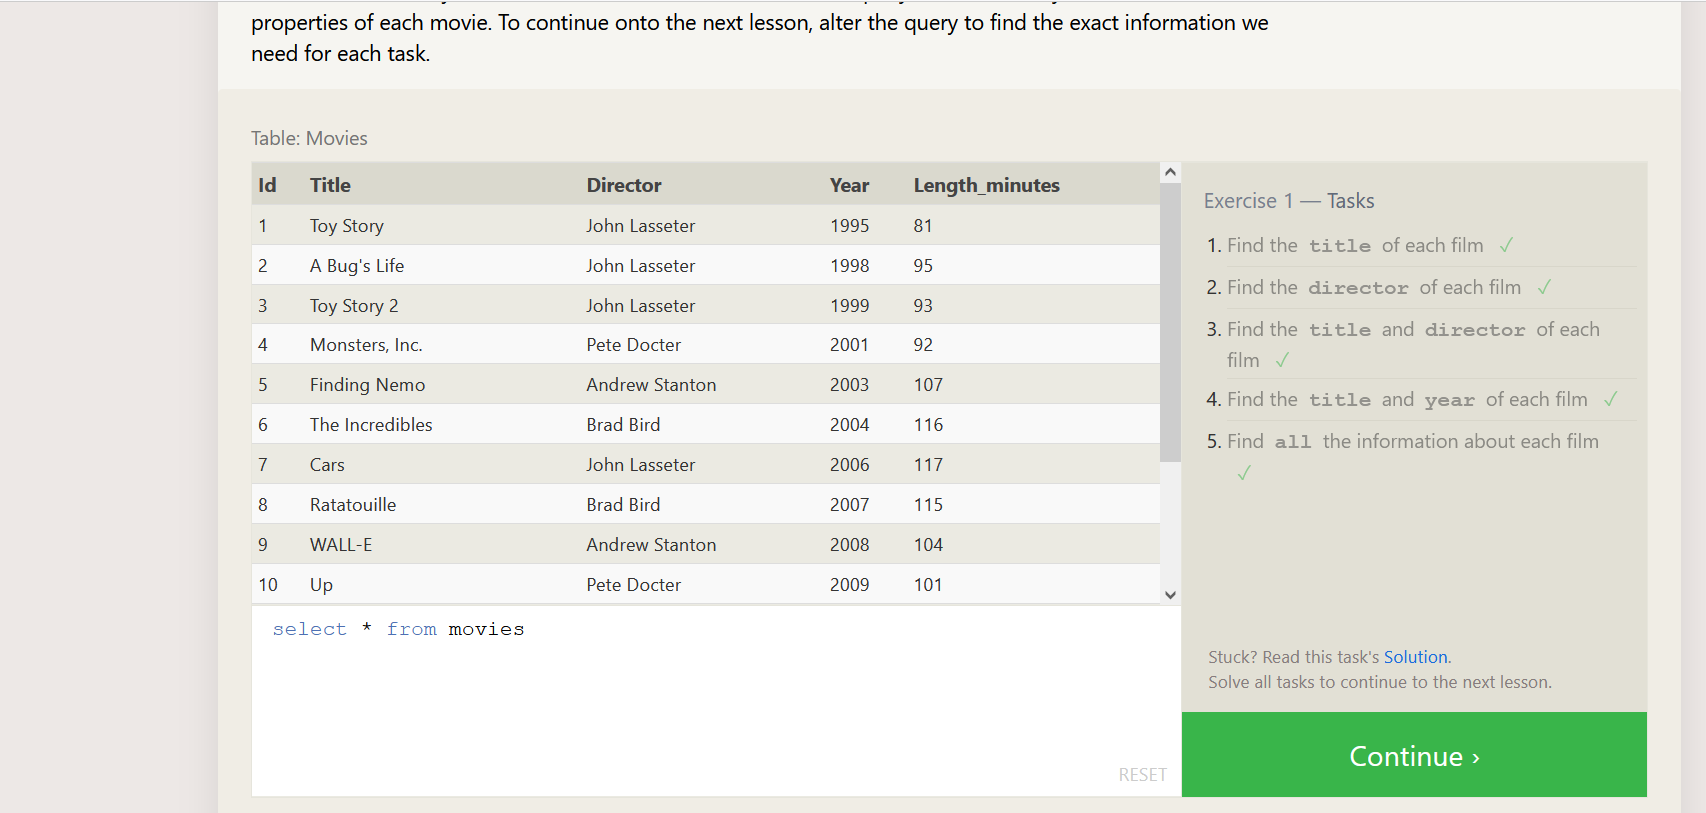 properties of each movie. To continue onto the next lesson, alter the query to find the exact information we
need for each task.
Table: Movies
Id Title Director Year Length_minutes
1 Toy Story John Lasseter 1995 81
2 A Bug's Life John Lasseter 1998 95
3 Toy Story 2 John Lasseter 1999 93
4 Monsters, Inc. Pete Docter 2001 92
5 Finding Nemo Andrew Stanton 2003 107
6 The Incredibles Brad Bird 2004 116
7 Cars John Lasseter 2006 117
8 Ratatouille Brad Bird 2007 115
9 WALL-E Andrew Stanton 2008 104
10 Up Pete Docter 2009 101
select * from movies
RESET
Exercise 1 — Tasks
1. Find the title of each film ✓
2. Find the director of each film ✓
3. Find the title and director of each
film ✓
4. Find the title and year of each film ✓
5. Find all the information about each film
✓
Stuck? Read this task's Solution.
Solve all tasks to continue to the next lesson.
Continue ›